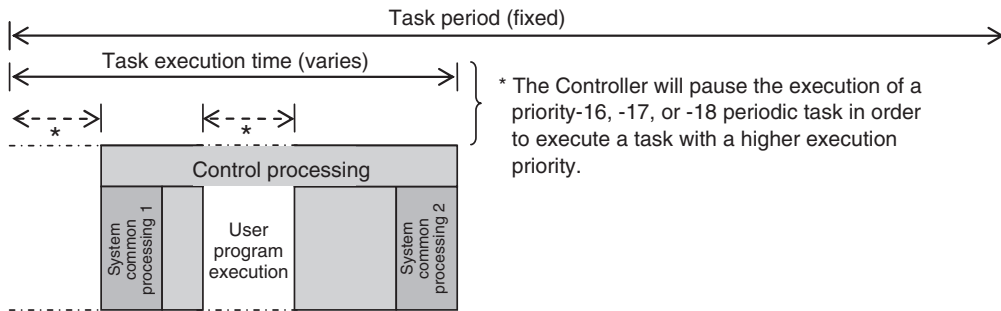 Task period (fixed)
Task execution time (varies)
* The Controller will pause the execution of a
priority-16, -17, or -18 periodic task in order
to execute a task with a higher execution
priority.
*
*
Control processing
System
common
processing 1
User
program
execution
System
common
processing 2